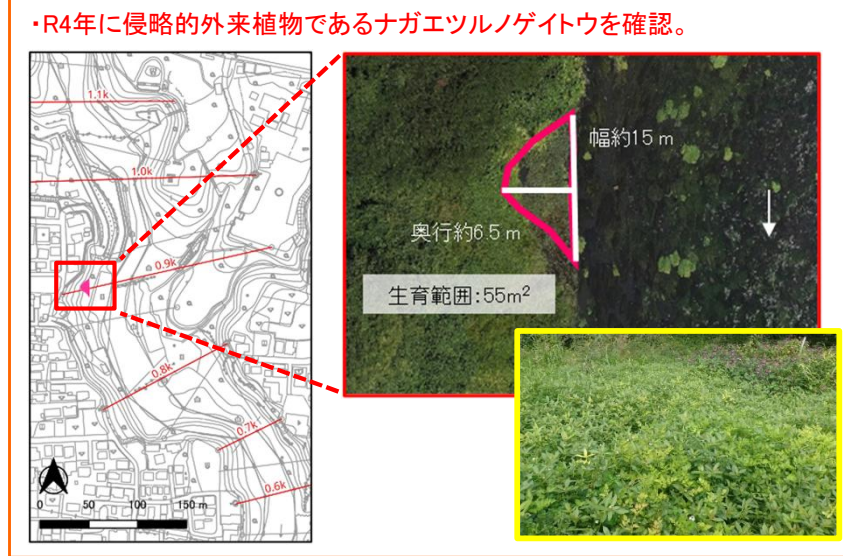 ・R4年に侵略的外来植物であるナガエツルノゲイトウを確認。
1.1k
1.0k
0.9k
0.8k
0.7k
0.6k
0 50 100 150 m
幅約15 m
奥行約6.5 m
生育範囲:55m²